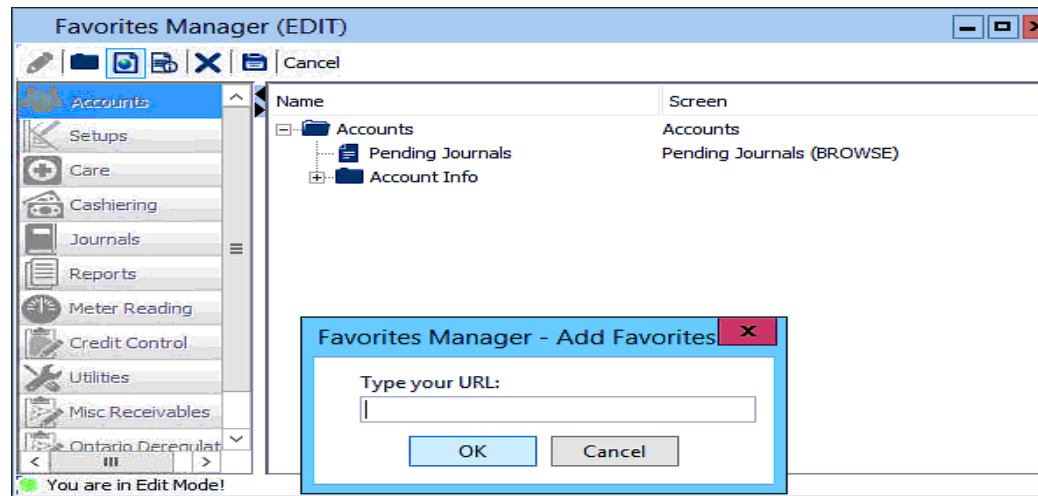 Favorites Manager (EDIT)
Cancel
Accounts
Setups
Care
Cashiering
Journals
Reports
Meter Reading
Credit Control
Utilities
Misc Receivables
Ontario Deregulat
Name Screen
Accounts Accounts
Pending Journals Pending Journals (BROWSE)
Account Info
Favorites Manager - Add Favorites
Type your URL:
OK Cancel
You are in Edit Mode!